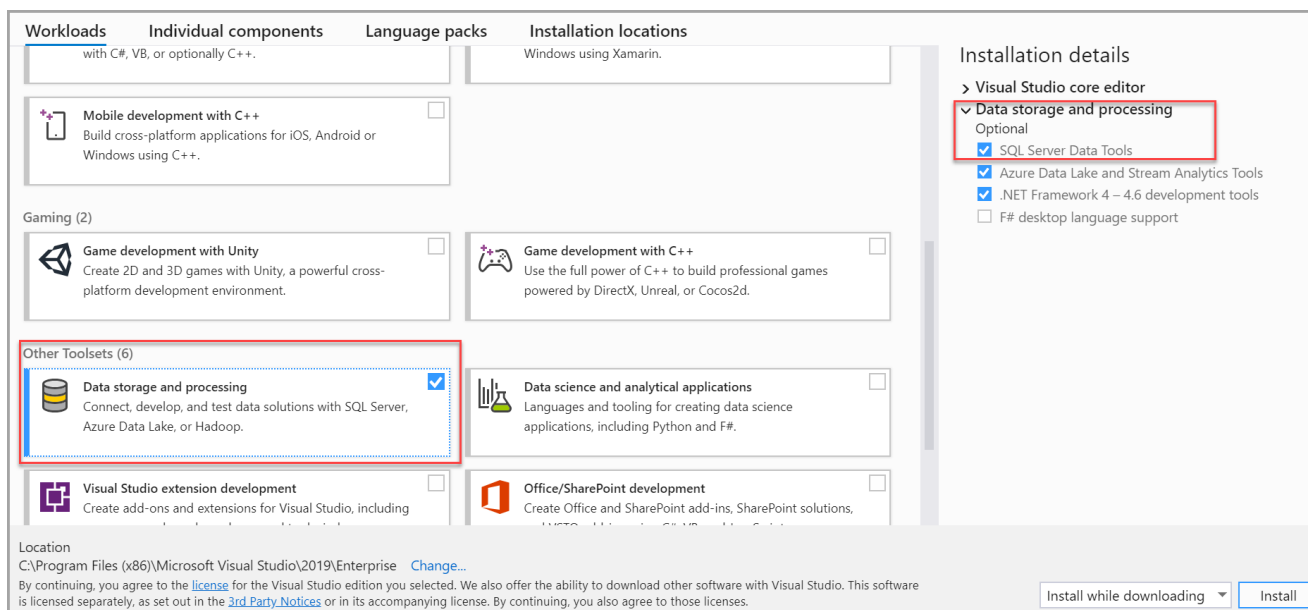 Workloads
Individual components
Language packs
Installation locations
with C#, VB, or optionally C++.
Windows using Xamarin.
Mobile development with C++
Build cross-platform applications for iOS, Android or
Windows using C++.
Gaming (2)
Game development with Unity
Create 2D and 3D games with Unity, a powerful cross-
platform development environment.
Game development with C++
Use the full power of C++ to build professional games
powered by DirectX, Unreal, or Cocos2d.
Other Toolsets (6)
Data storage and processing
Connect, develop, and test data solutions with SQL Server,
Azure Data Lake, or Hadoop.
Data science and analytical applications
Languages and tooling for creating data science
applications, including Python and F#.
Visual Studio extension development
Create add-ons and extensions for Visual Studio, including
Office/SharePoint development
Create Office and SharePoint add-ins, SharePoint solutions,
Installation details
Visual Studio core editor
Data storage and processing
Optional
SQL Server Data Tools
Azure Data Lake and Stream Analytics Tools
.NET Framework 4 – 4.6 development tools
F# desktop language support
Location
C:\Program Files (x86)\Microsoft Visual Studio\2019\Enterprise Change...
By continuing, you agree to the license for the Visual Studio edition you selected. We also offer the ability to download other software with Visual Studio. This software
is licensed separately, as set out in the 3rd Party Notices or in its accompanying license. By continuing, you also agree to those licenses.
Install while downloading
Install